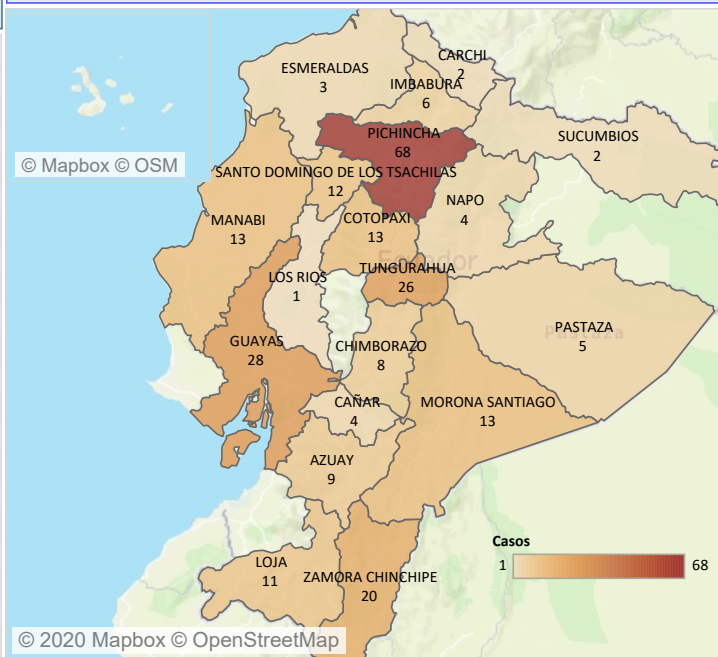 CARCHI
2
ESMERALDAS
3
IMBABURA
6
PICHINCHA
68
SUCUMBIOS
2
© Mapbox © OSM
SANTO DOMINGO DE LOS TSACHILAS
12
NAPO
4
MANABI
13
COTOPAXI
13
Ecuador
TUNGURAHUA
26
LOS RIOS
1
Pastaza
PASTAZA
5
GUAYAS
28
CHIMBORAZO
8
CAÑAR
4
MORONA SANTIAGO
13
AZUAY
9
Casos
1 68
LOJA
11
ZAMORA CHINCHIPE
20
© 2020 Mapbox © OpenStreetMap